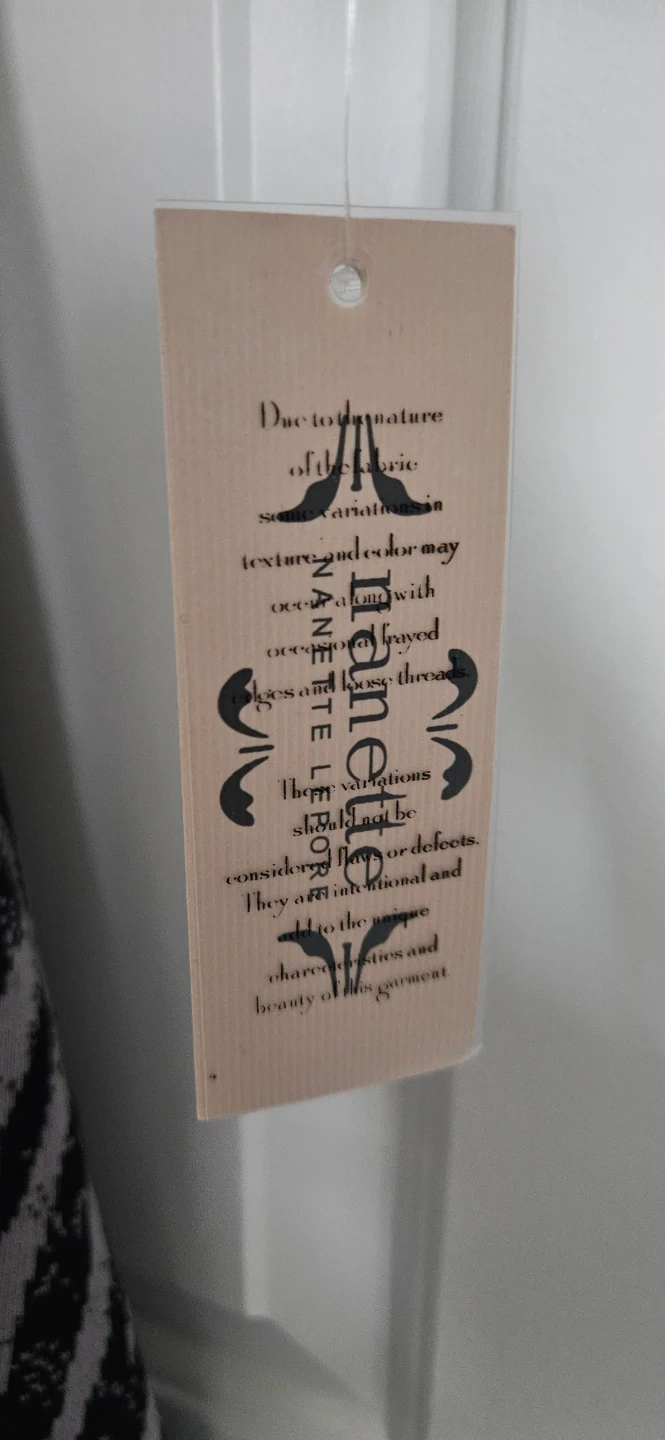 Due to the nature
of the fabric
some variations in
texture and color may
occur along with
occasional frayed
edges and loose threads.
These variations
should not be
considered flaws or defects.
They are intentional and
add to the unique
charecteristics and
beauty of this garment.
nanette
NANETTE LEPORE